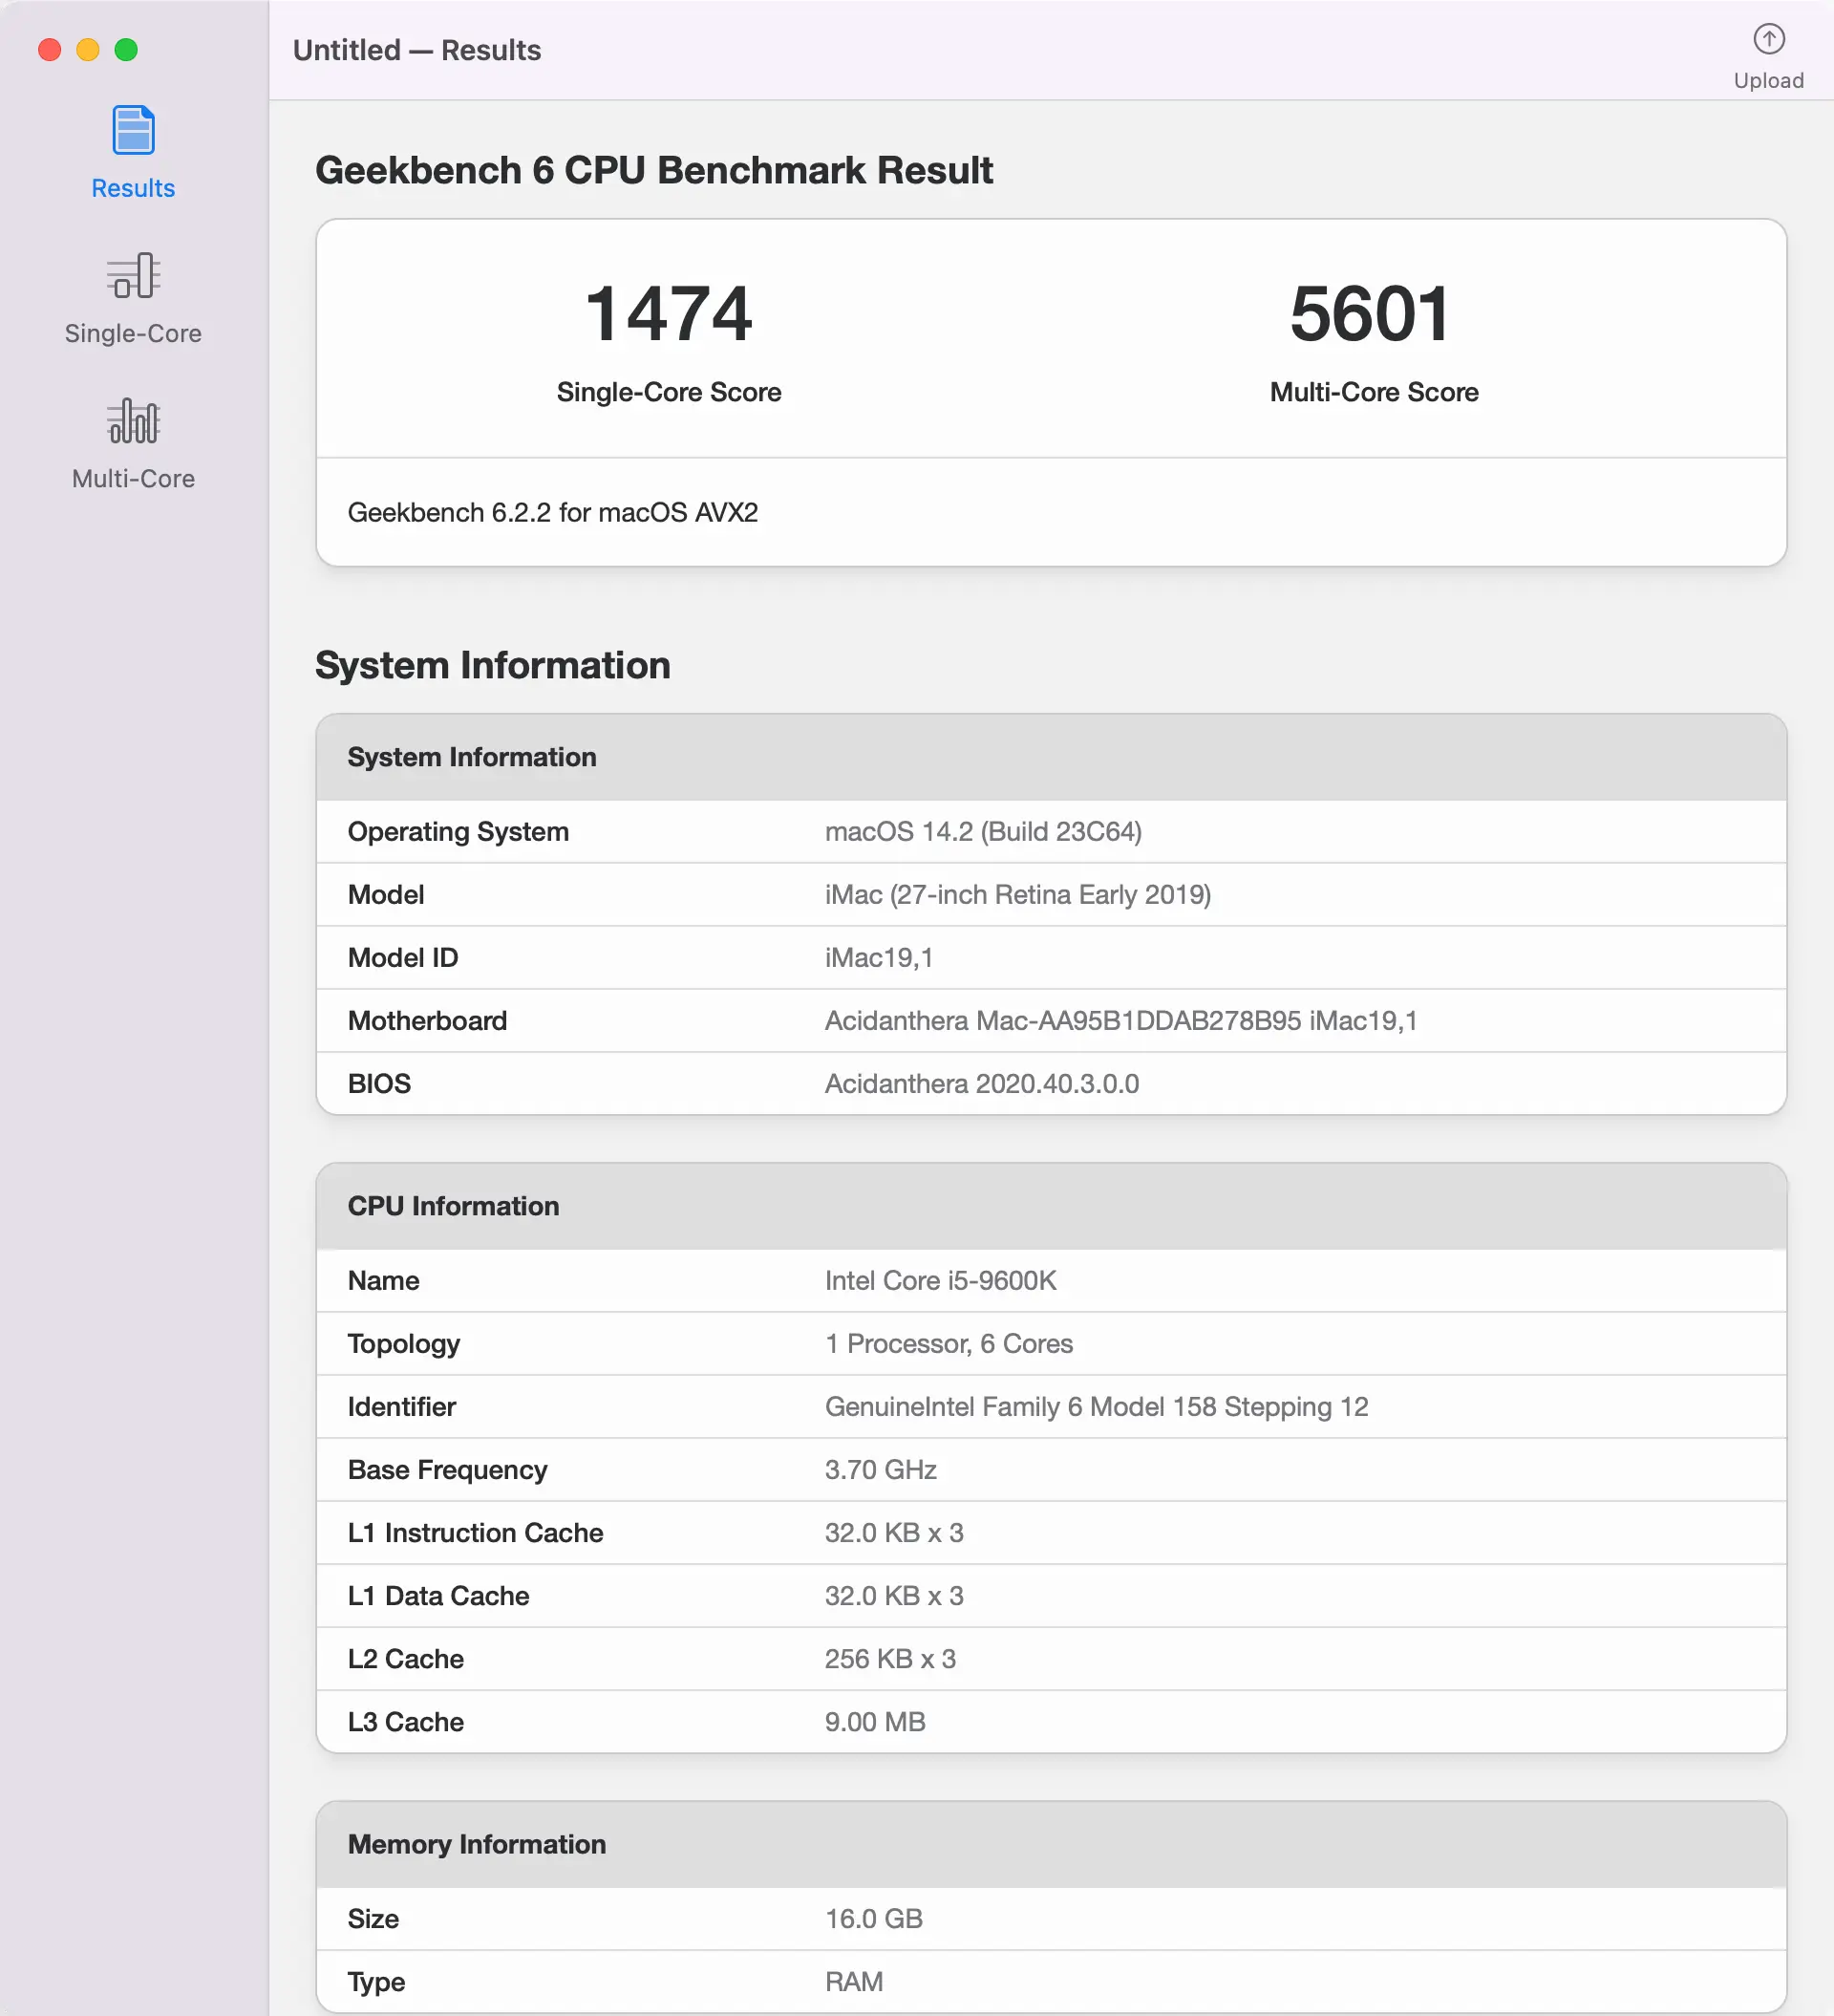 Untitled — Results
Upload
Results
Single-Core
Multi-Core
Geekbench 6 CPU Benchmark Result
1474 5601
Single-Core Score Multi-Core Score
Geekbench 6.2.2 for macOS AVX2
System Information
System Information
Operating System macOS 14.2 (Build 23C64)
Model iMac (27-inch Retina Early 2019)
Model ID iMac19,1
Motherboard Acidanthera Mac-AA95B1DDAB278B95 iMac19,1
BIOS Acidanthera 2020.40.3.0.0
CPU Information
Name Intel Core i5-9600K
Topology 1 Processor, 6 Cores
Identifier GenuineIntel Family 6 Model 158 Stepping 12
Base Frequency 3.70 GHz
L1 Instruction Cache 32.0 KB x 3
L1 Data Cache 32.0 KB x 3
L2 Cache 256 KB x 3
L3 Cache 9.00 MB
Memory Information
Size 16.0 GB
Type RAM